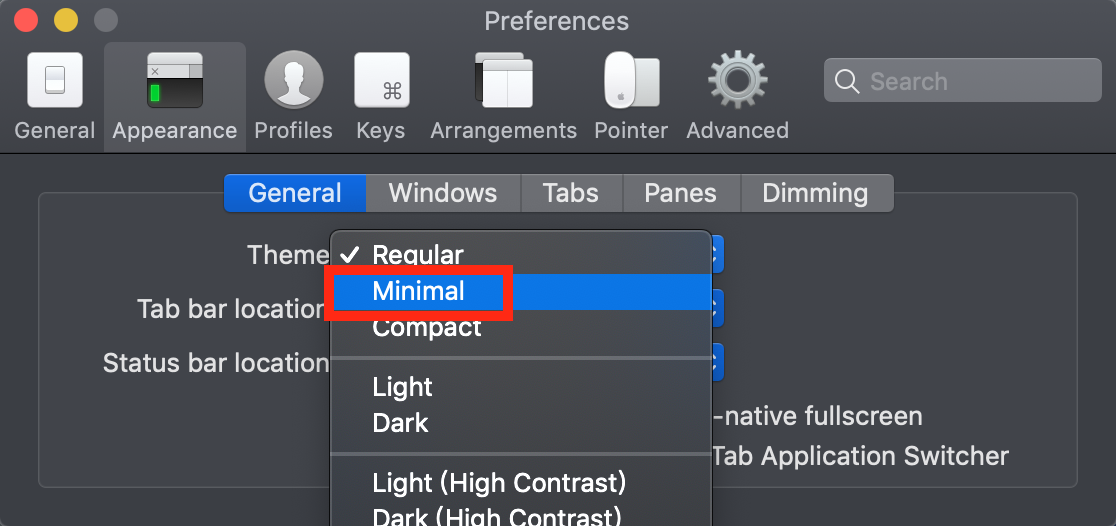 Preferences
General Appearance Profiles Keys Arrangements Pointer Advanced
Search
General Windows Tabs Panes Dimming
Theme ✓ Regular
Minimal
Tab bar location
Compact
Status bar location
Light
-native fullscreen
Dark
Tab Application Switcher
Light (High Contrast)
Dark (High Contrast)